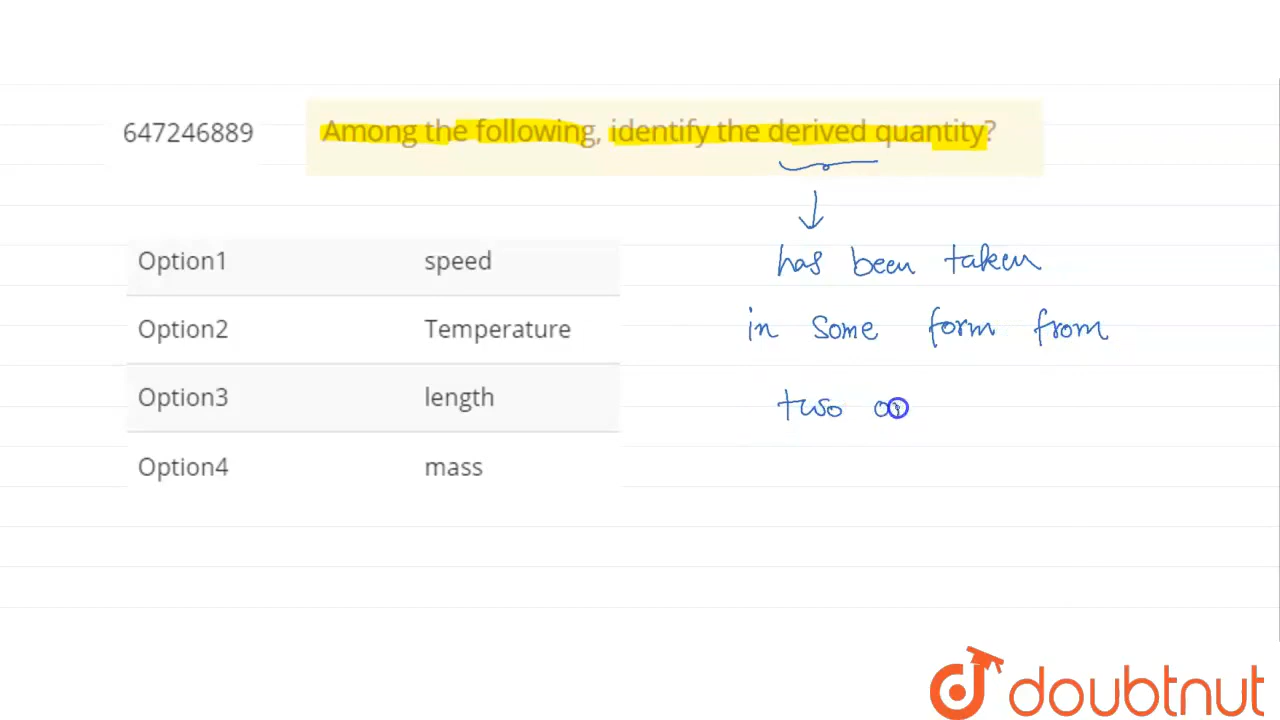 647246889 Among the following, identify the derived quantity?
Option1 speed
Option2 Temperature
Option3 length
Option4 mass
has been taken
in some form from
two
doubtnut